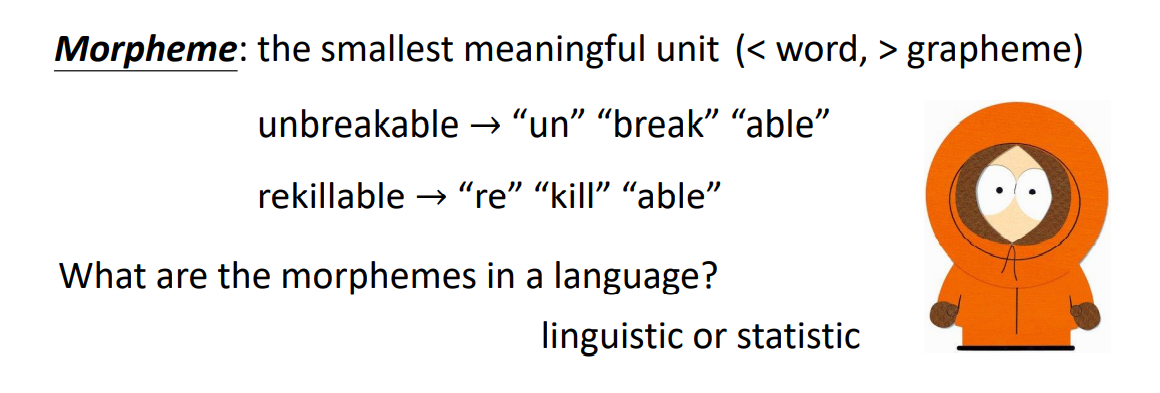 Morpheme: the smallest meaningful unit (< word, > grapheme)
unbreakable → “un” “break” “able”
rekillable → “re” “kill” “able”
What are the morphemes in a language?
linguistic or statistic